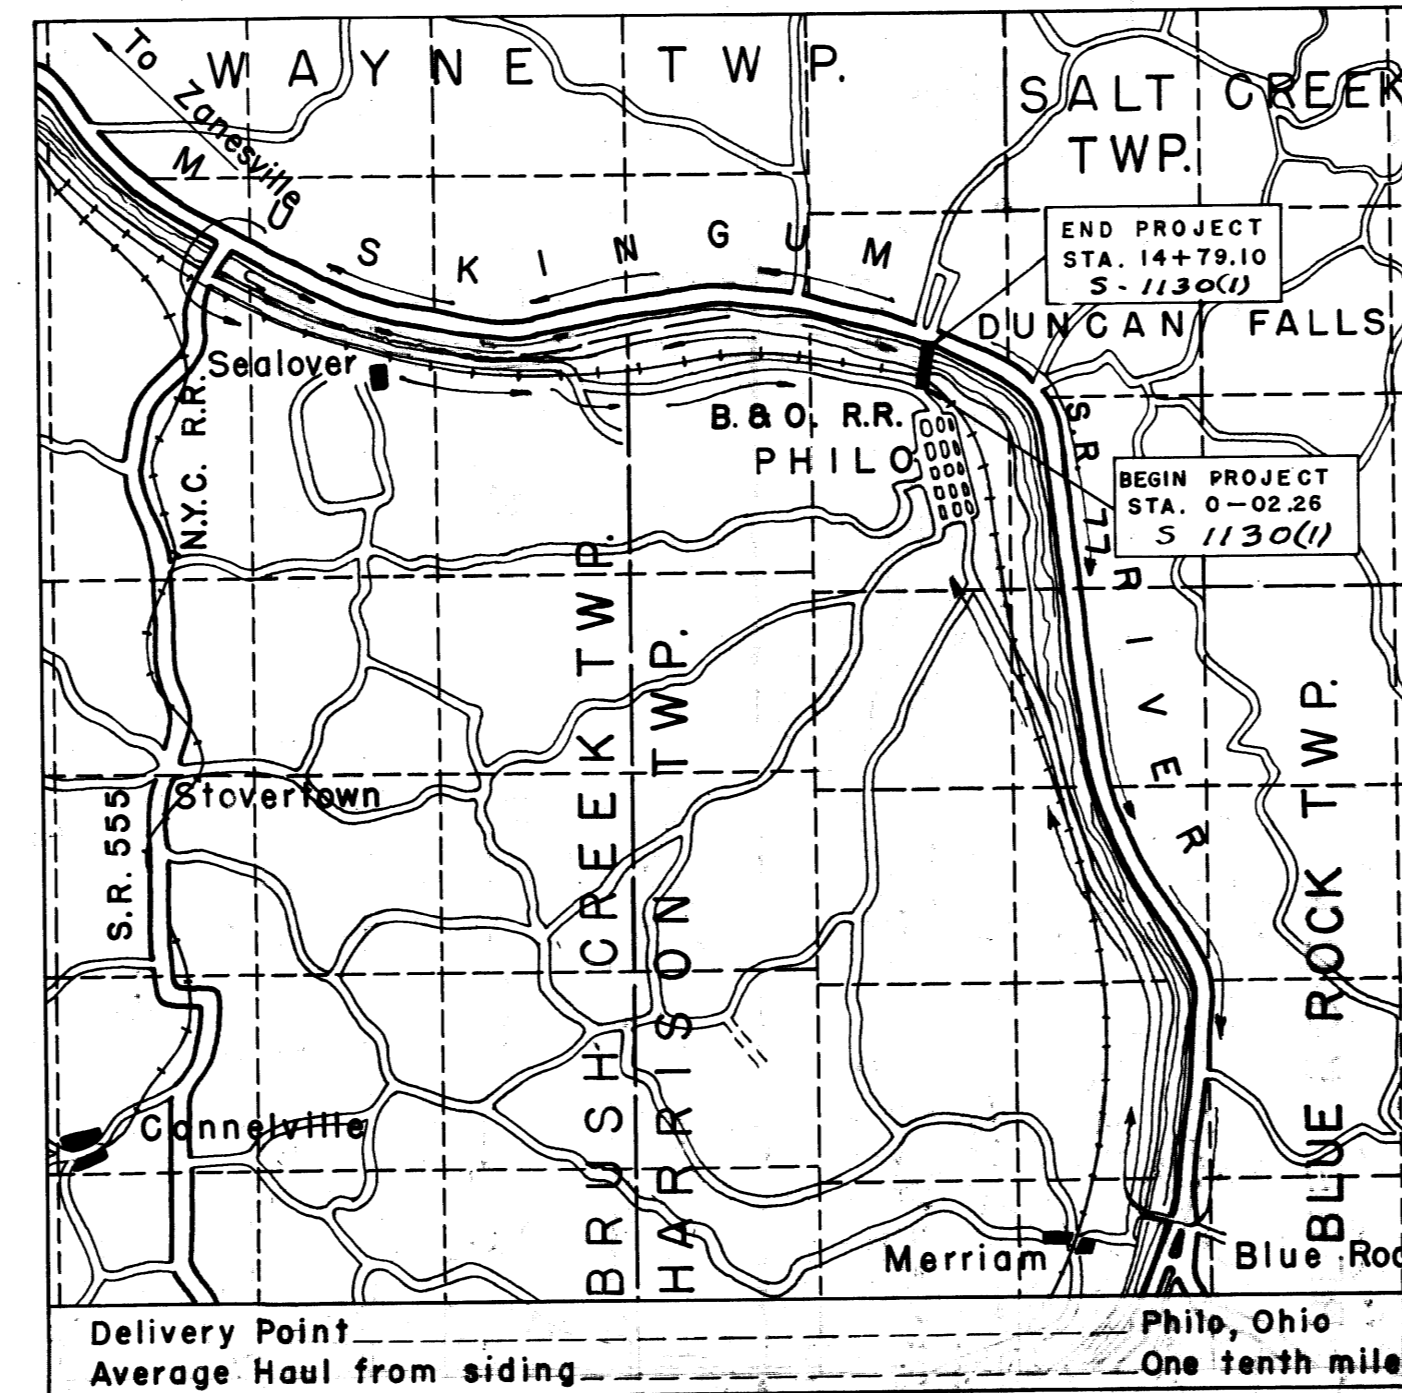 To Zanesville
WAYNE TWP.
SALT CREEK
TWP.
MUSKINGUM
END PROJECT
STA. 14+79.10
S - 1130(1)
DUNCAN FALLS
Sealover
N.Y.C. R.R.
B. & O. R.R.
PHILO
S.R. 77
BEGIN PROJECT
STA. 0-02.26
S 1130(1)
RIVER
BRUSH CREEK TWP.
HARRISON TWP.
BLUE ROCK TWP.
Stovertown
S.R. 555
Connelville
Merriam
Blue Roc
Delivery Point Philo, Ohio
Average Haul from siding One tenth mile